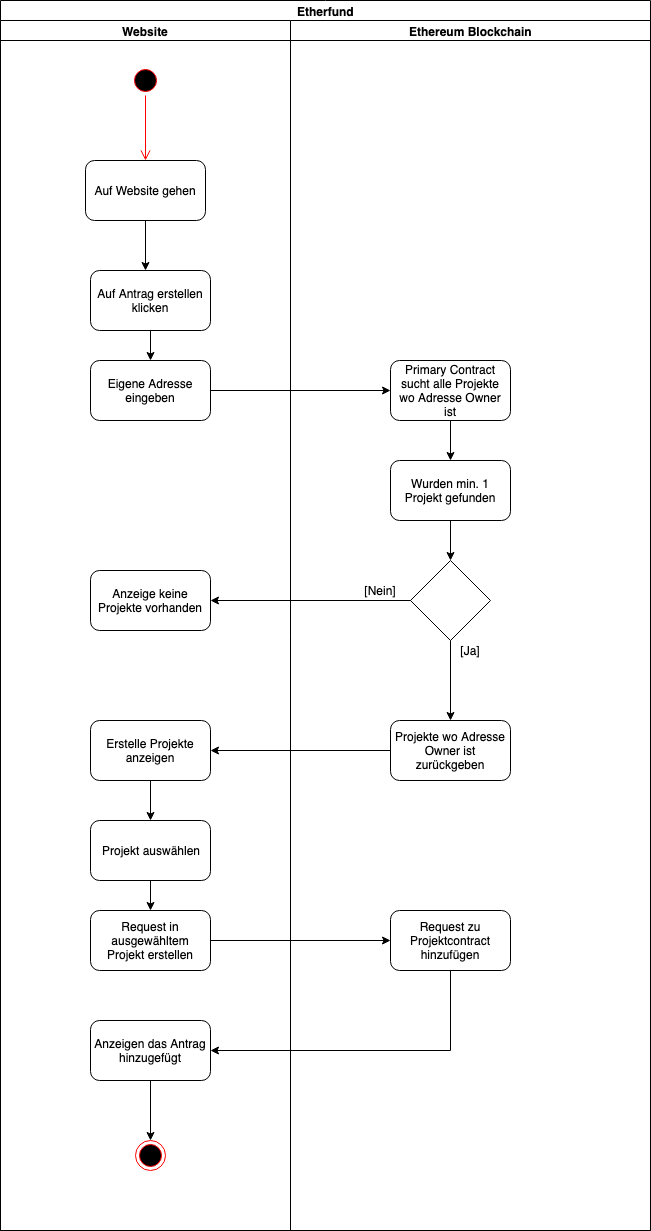 Etherfund
Website
Ethereum Blockchain
Auf Website gehen
Auf Antrag erstellen
klicken
Eigene Adresse
eingeben
Primary Contract
sucht alle Projekte
wo Adresse Owner
ist
Wurden min. 1
Projekt gefunden
[Nein]
Anzeige keine
Projekte vorhanden
[Ja]
Projekte wo Adresse
Owner ist
zurückgeben
Erstelle Projekte
anzeigen
Projekt auswählen
Request in
ausgewähltem
Projekt erstellen
Request zu
Projektcontract
hinzufügen
Anzeigen das Antrag
hinzugefügt